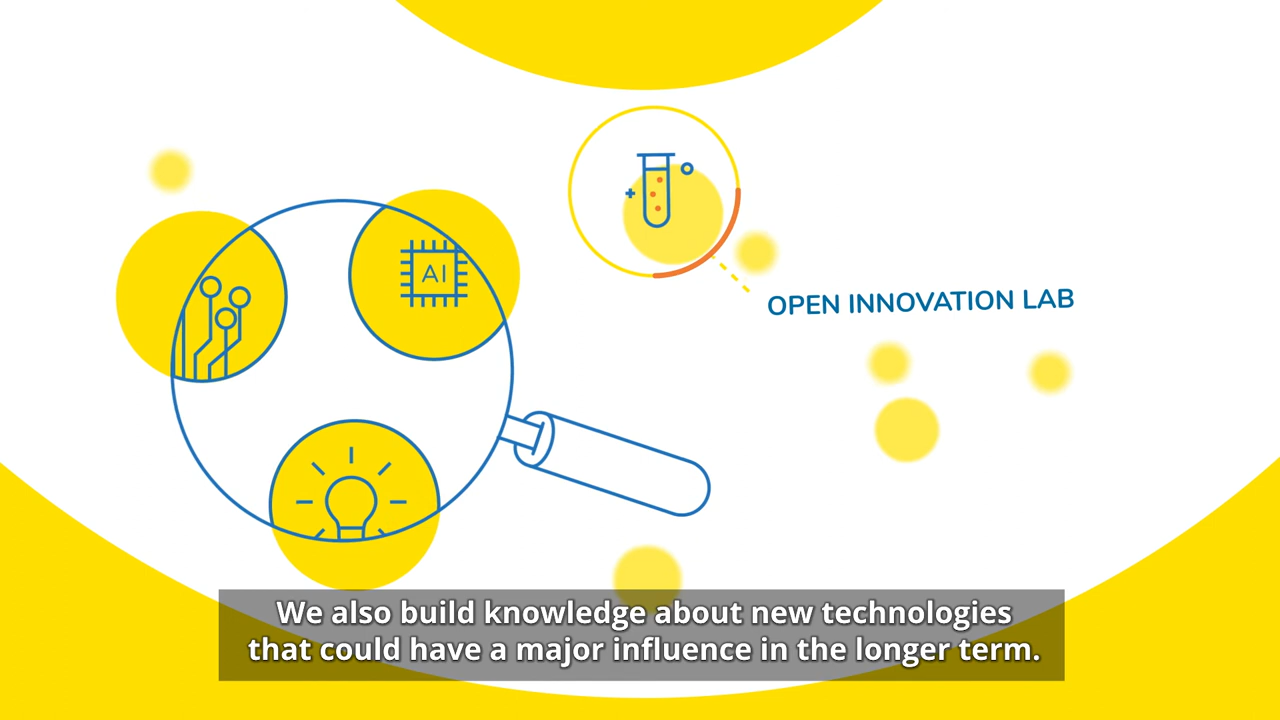 AI
OPEN INNOVATION LAB
We also build knowledge about new technologies
that could have a major influence in the longer term.